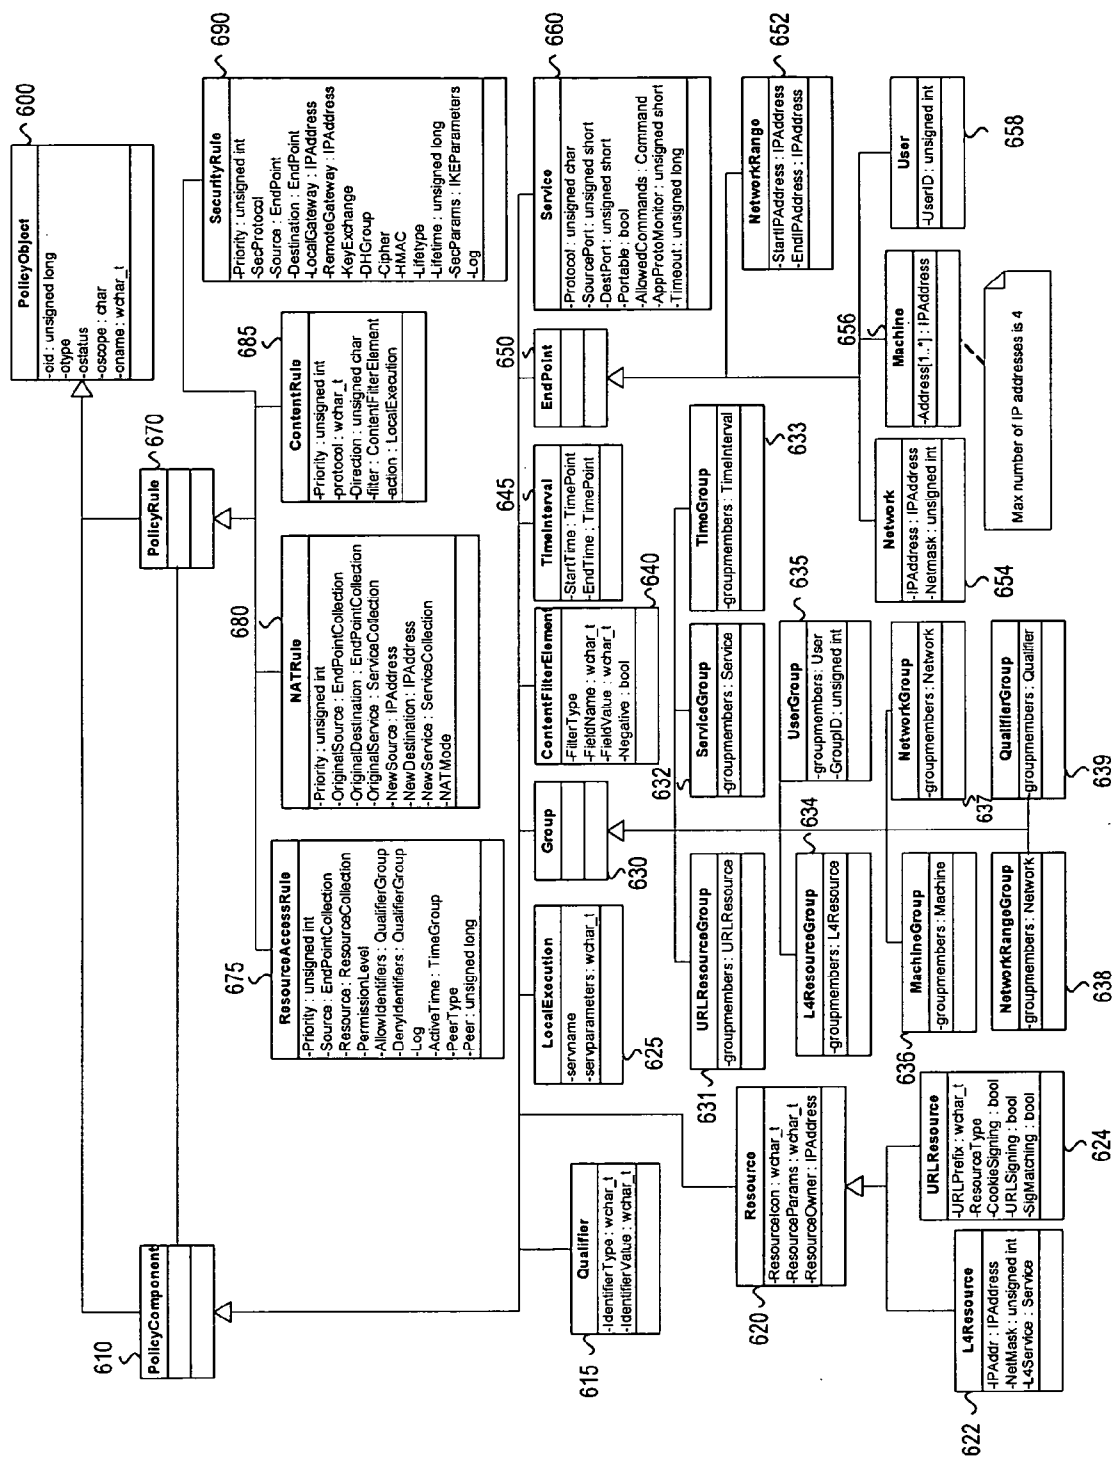 600
PolicyObject
-oid : unsigned long
-otype
-ostatus
-oscope : char
-oname : wchar_t
610
PolicyComponent
670
PolicyRule
675
ResourceAccessRule
-Priority : unsigned int
-Source : EndPointCollection
-Resource : ResourceCollection
-PermissionLevel
-AllowIdentifiers : QualifierGroup
-DenyIdentifiers : QualifierGroup
-Log
-ActiveTime : TimeGroup
-PeerType
-Peer : unsigned long
680
NATRule
-Priority : unsigned int
-OriginalSource : EndPointCollection
-OriginalDestination : EndPointCollection
-OriginalService : ServiceCollection
-NewSource : IPAddress
-NewDestination : IPAddress
-NewService : ServiceCollection
-NATMode
685
ContentRule
-Priority : unsigned int
-protocol : wchar_t
-Direction : unsigned char
-filter : ContentFilterElement
-action : LocalExecution
690
SecurityRule
-Priority : unsigned int
-SecProtocol
-Source : EndPoint
-Destination : EndPoint
-LocalGateway : IPAddress
-RemoteGateway : IPAddress
-KeyExchange
-DHGroup
-Cipher
-HMAC
-Lifetype
-Lifetime : unsigned long
-SecParams : IKEParameters
-Log
615
Qualifier
-IdentifierType : wchar_t
-IdentifierValue : wchar_t
625
LocalExecution
-servname
-servparameters : wchar_t
630
Group
640
ContentFilterElement
-FilterType
-FieldName : wchar_t
-FieldValue : wchar_t
-Negative : bool
645
TimeInterval
-StartTime : TimePoint
-EndTime : TimePoint
650
EndPoint
660
Service
-Protocol : unsigned char
-SourcePort : unsigned short
-DestPort : unsigned short
-Portable : bool
-AllowedCommands : Command
-AppProtoMonitor : unsigned short
-Timeout : unsigned long
620
Resource
-ResourceIcon : wchar_t
-ResourceParams : wchar_t
-ResourceOwner : IPAddress
631
URLResourceGroup
-groupmembers : URLResource
632
ServiceGroup
-groupmembers : Service
633
TimeGroup
-groupmembers : TimeInterval
652
NetworkRange
-StartIPAddress : IPAddress
-EndIPAddress : IPAddress
634
L4ResourceGroup
-groupmembers : L4Resource
635
UserGroup
-groupmembers : User
-GroupID : unsigned int
654
Network
-IPAddress : IPAddress
-Netmask : unsigned int
656
Machine
-Address[1..*] : IPAddress
658
User
-UserID : unsigned int
622
L4Resource
-IPAddr : IPAddress
-NetMask : unsigned int
-L4Service : Service
624
URLResource
-URLPrefix : wchar_t
-ResourceType
-CookieSigning : bool
-URLSigning : bool
-SigMatching : bool
636
MachineGroup
-groupmembers : Machine
637
NetworkGroup
-groupmembers : Network
638
NetworkRangeGroup
-groupmembers : Network
639
QualifierGroup
-groupmembers : Qualifier
Max number of IP addresses is 4